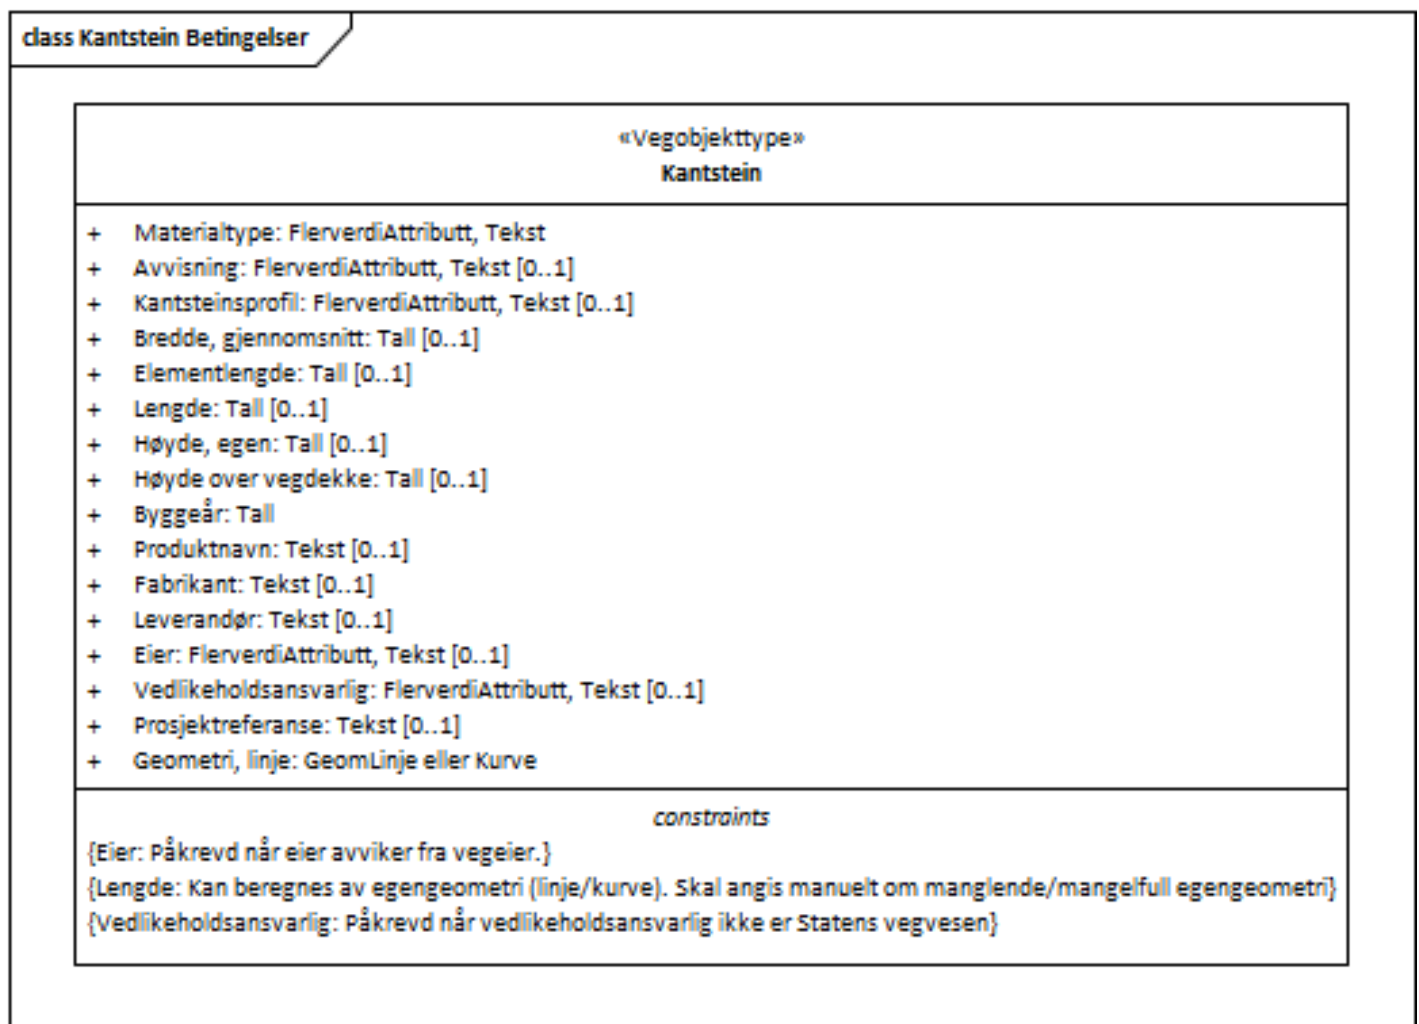 class Kantstein Betingelser
«Vegobjekttype»
Kantstein
+ Materialtype: FlerverdiAttributt, Tekst
+ Avvisning: FlerverdiAttributt, Tekst [0..1]
+ Kantsteinsprofil: FlerverdiAttributt, Tekst [0..1]
+ Bredde, gjennomsnitt: Tall [0..1]
+ Elementlengde: Tall [0..1]
+ Lengde: Tall [0..1]
+ Høyde, egen: Tall [0..1]
+ Høyde over vegdekke: Tall [0..1]
+ Byggeår: Tall
+ Produktnavn: Tekst [0..1]
+ Fabrikant: Tekst [0..1]
+ Leverandør: Tekst [0..1]
+ Eier: FlerverdiAttributt, Tekst [0..1]
+ Vedlikeholdsansvarlig: FlerverdiAttributt, Tekst [0..1]
+ Prosjektreferanse: Tekst [0..1]
+ Geometri, linje: GeomLinje eller Kurve
constraints
{Eier: Påkrevd når eier avviker fra vegeier.}
{Lengde: Kan beregnes av egengeometri (linje/kurve). Skal angis manuelt om manglende/mangelfull egengeometri}
{Vedlikeholdsansvarlig: Påkrevd når vedlikeholdsansvarlig ikke er Statens vegvesen}